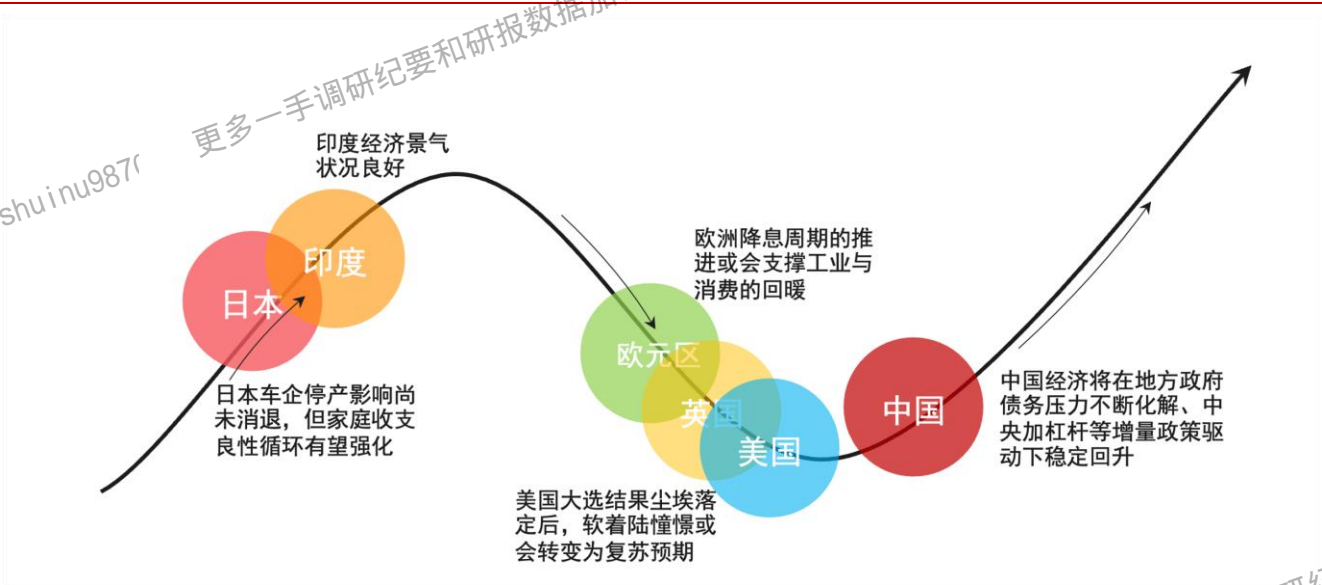 更多一手调研纪要和研报数据加
shuinu987
印度经济景气
状况良好
印度
日本
日本车企停产影响尚
未消退，但家庭收支
良性循环有望强化
欧洲降息周期的推
进或会支撑工业与
消费的回暖
欧元区
英国
美国
美国大选结果尘埃落
定后，软着陆憧憬或
会转变为复苏预期
中国
中国经济将在地方政府
债务压力不断化解、中
央加杠杆等增量政策驱
动下稳定回升